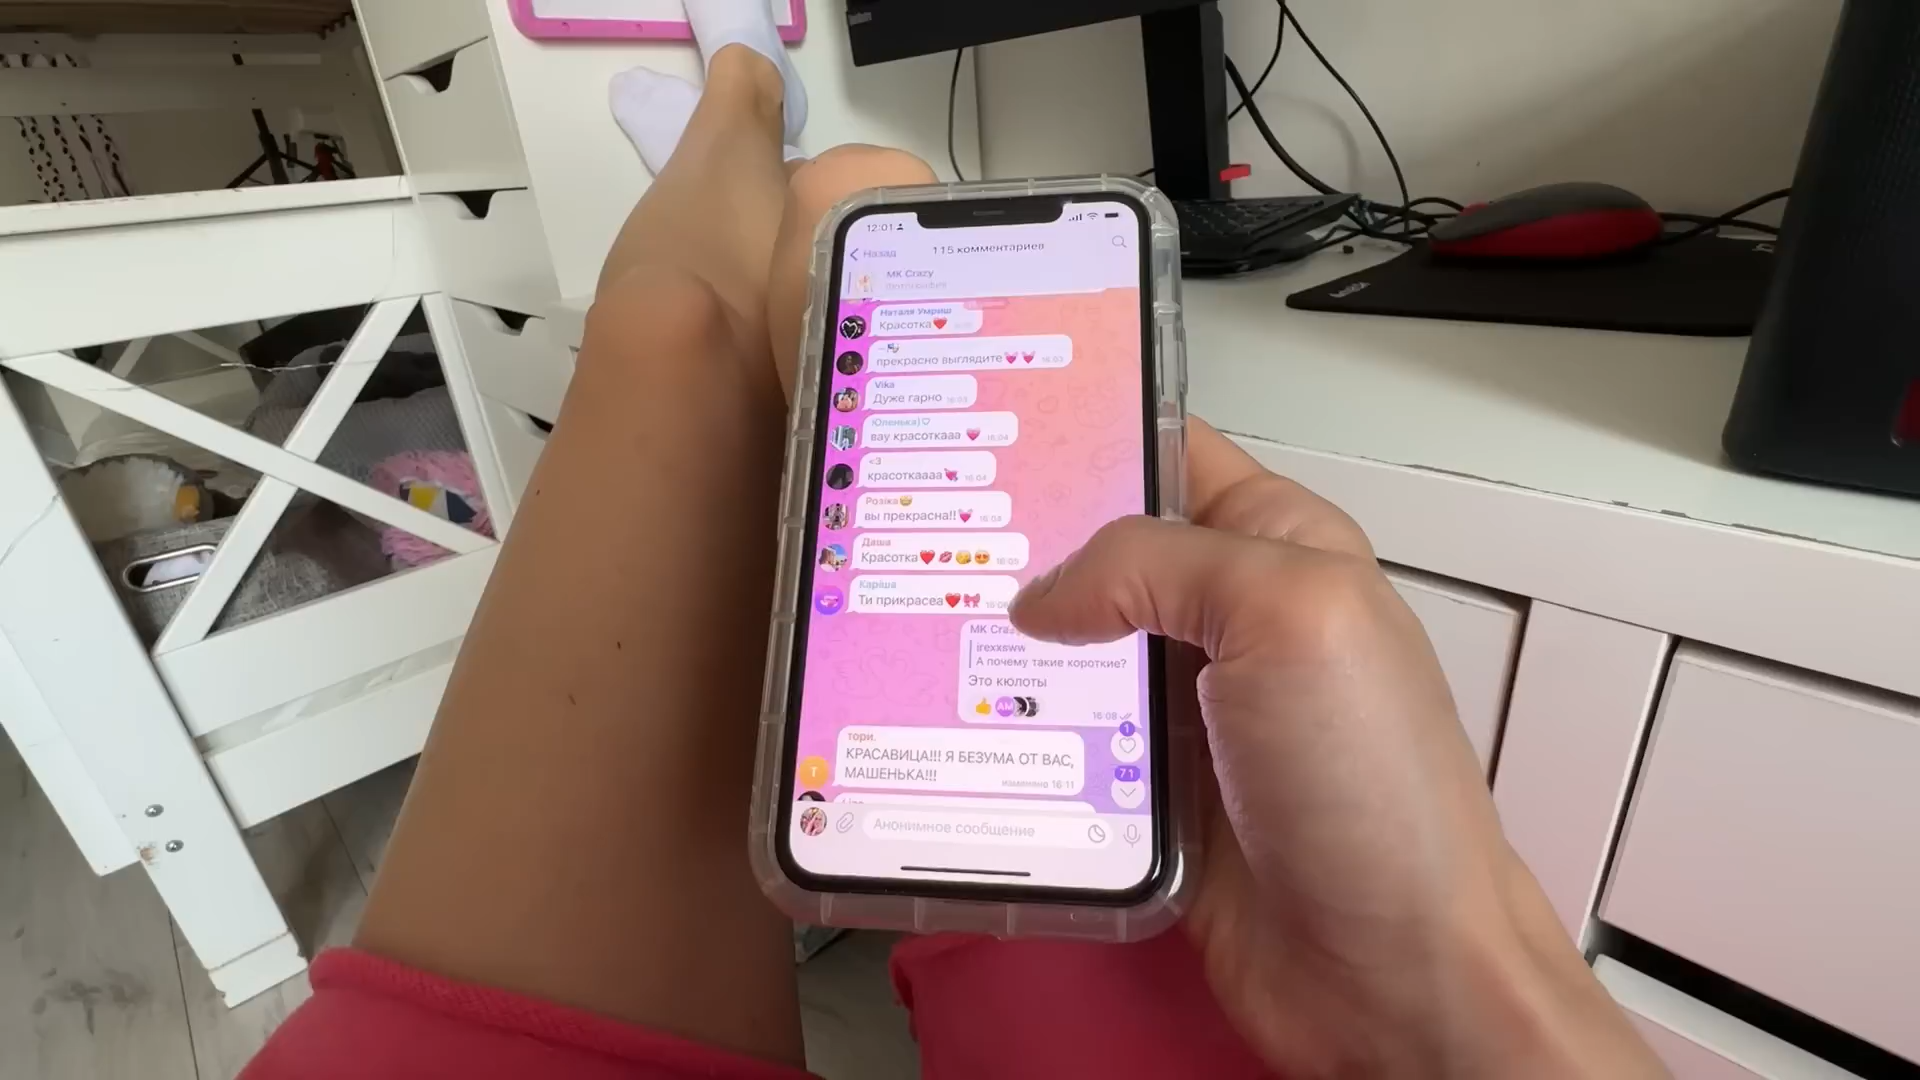 12:01
Назад
115 комментариев
MK Crazy
Фотография
Наталя Умриш
Красотка❤️
прекрасно выглядите💓💓 16:03
Vika
Дуже гарно 16:03
Юленька)♡
вау красоткааа 💗 16:04
<3
красоткаааа💘 16:04
Розіка🤩
вы прекрасна!!💓 16:04
Даша
Красотка❤️💋😘😍 16:05
Каріша
Ти прикрасеа❤️🎀
irexxsww
А почему такие короткие?
Это кюлоты
👍 AM
16:08
1
тори.
КРАСАВИЦА!!! Я БЕЗУМА ОТ ВАС,
МАШЕНЬКА!!!
изменено 16:11
71
T
Анонимное сообщение